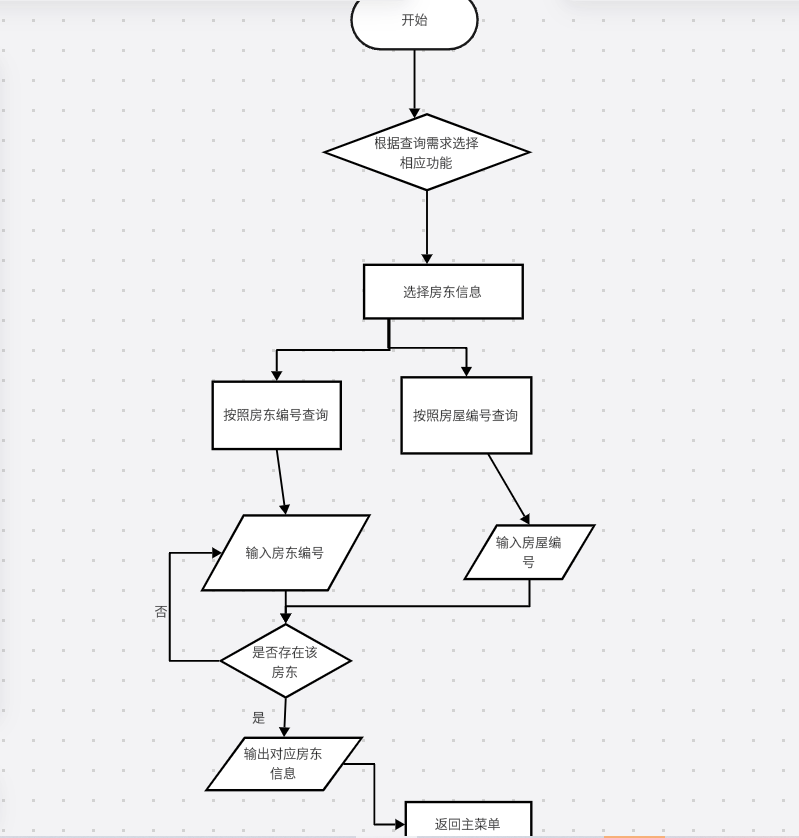 开始
根据查询需求选择
相应功能
选择房东信息
按照房东编号查询
按照房屋编号查询
输入房东编号
输入房屋编
号
否
是否存在该
房东
是
输出对应房东
信息
返回主菜单